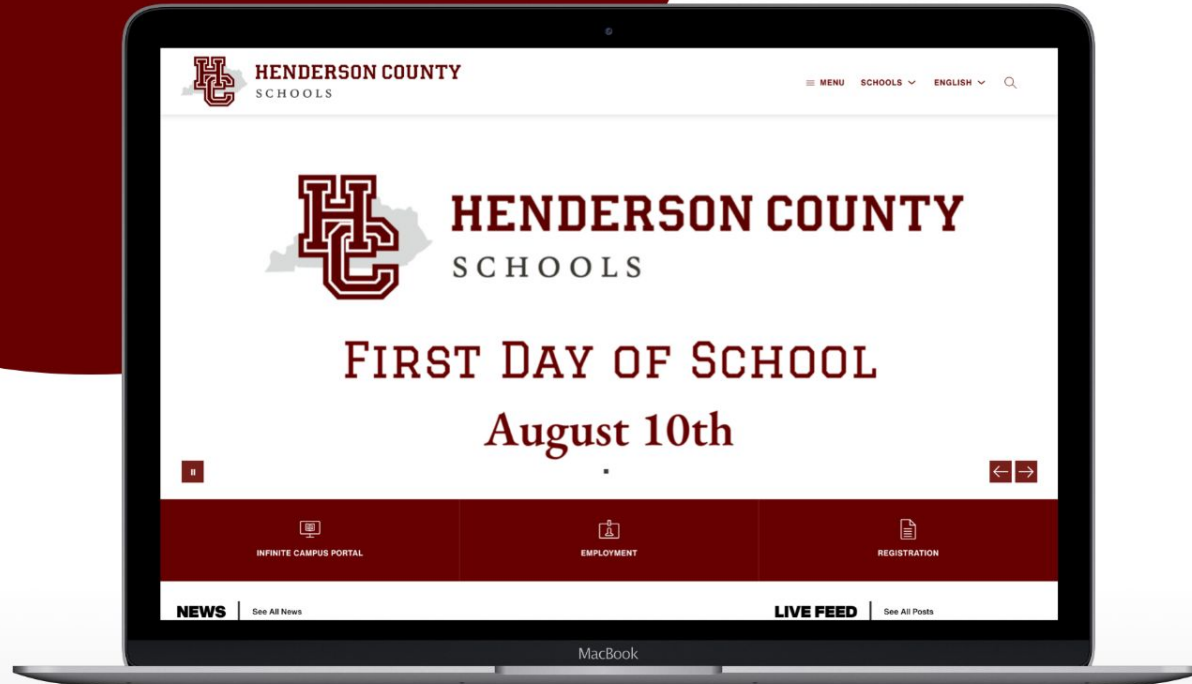 HC HENDERSON COUNTY
SCHOOLS
MENU SCHOOLS ENGLISH
HC HENDERSON COUNTY
SCHOOLS
FIRST DAY OF SCHOOL
August 10th
INFINITE CAMPUS PORTAL EMPLOYMENT REGISTRATION
NEWS See All News LIVE FEED See All Posts
MacBook